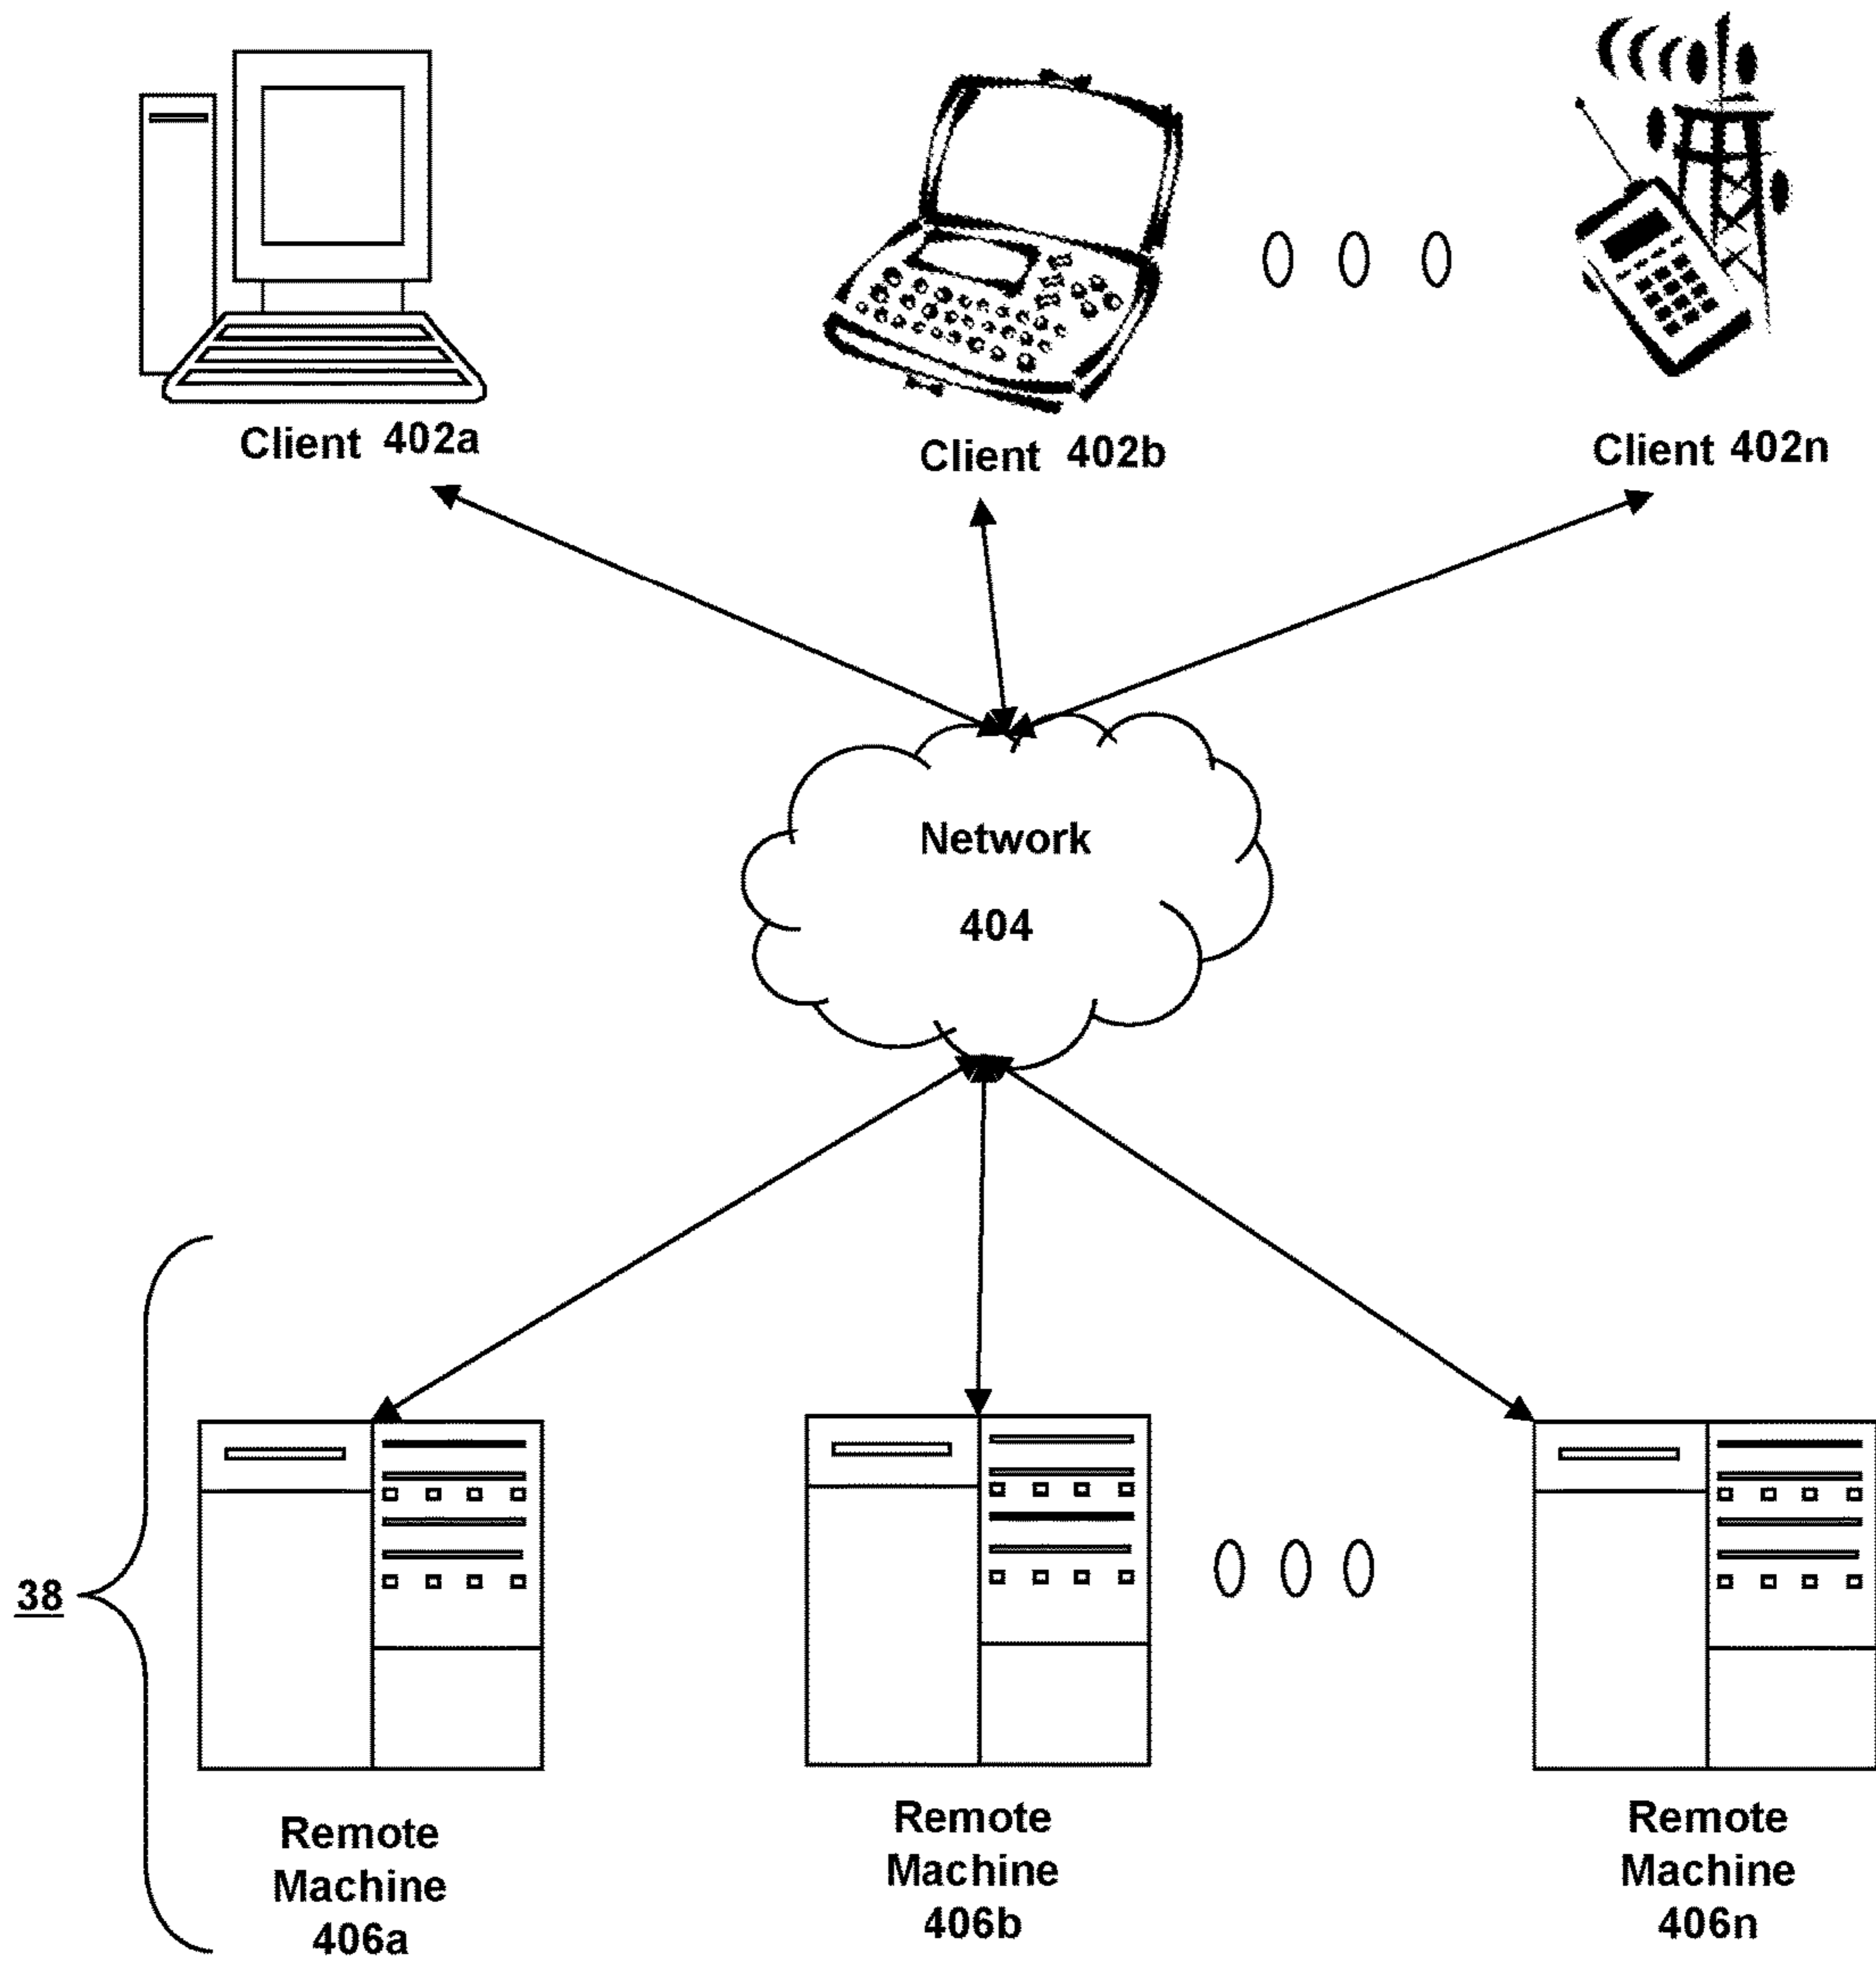 Client 402a
Client 402b
Client 402n
Network
404
38
Remote
Machine
406a
Remote
Machine
406b
Remote
Machine
406n